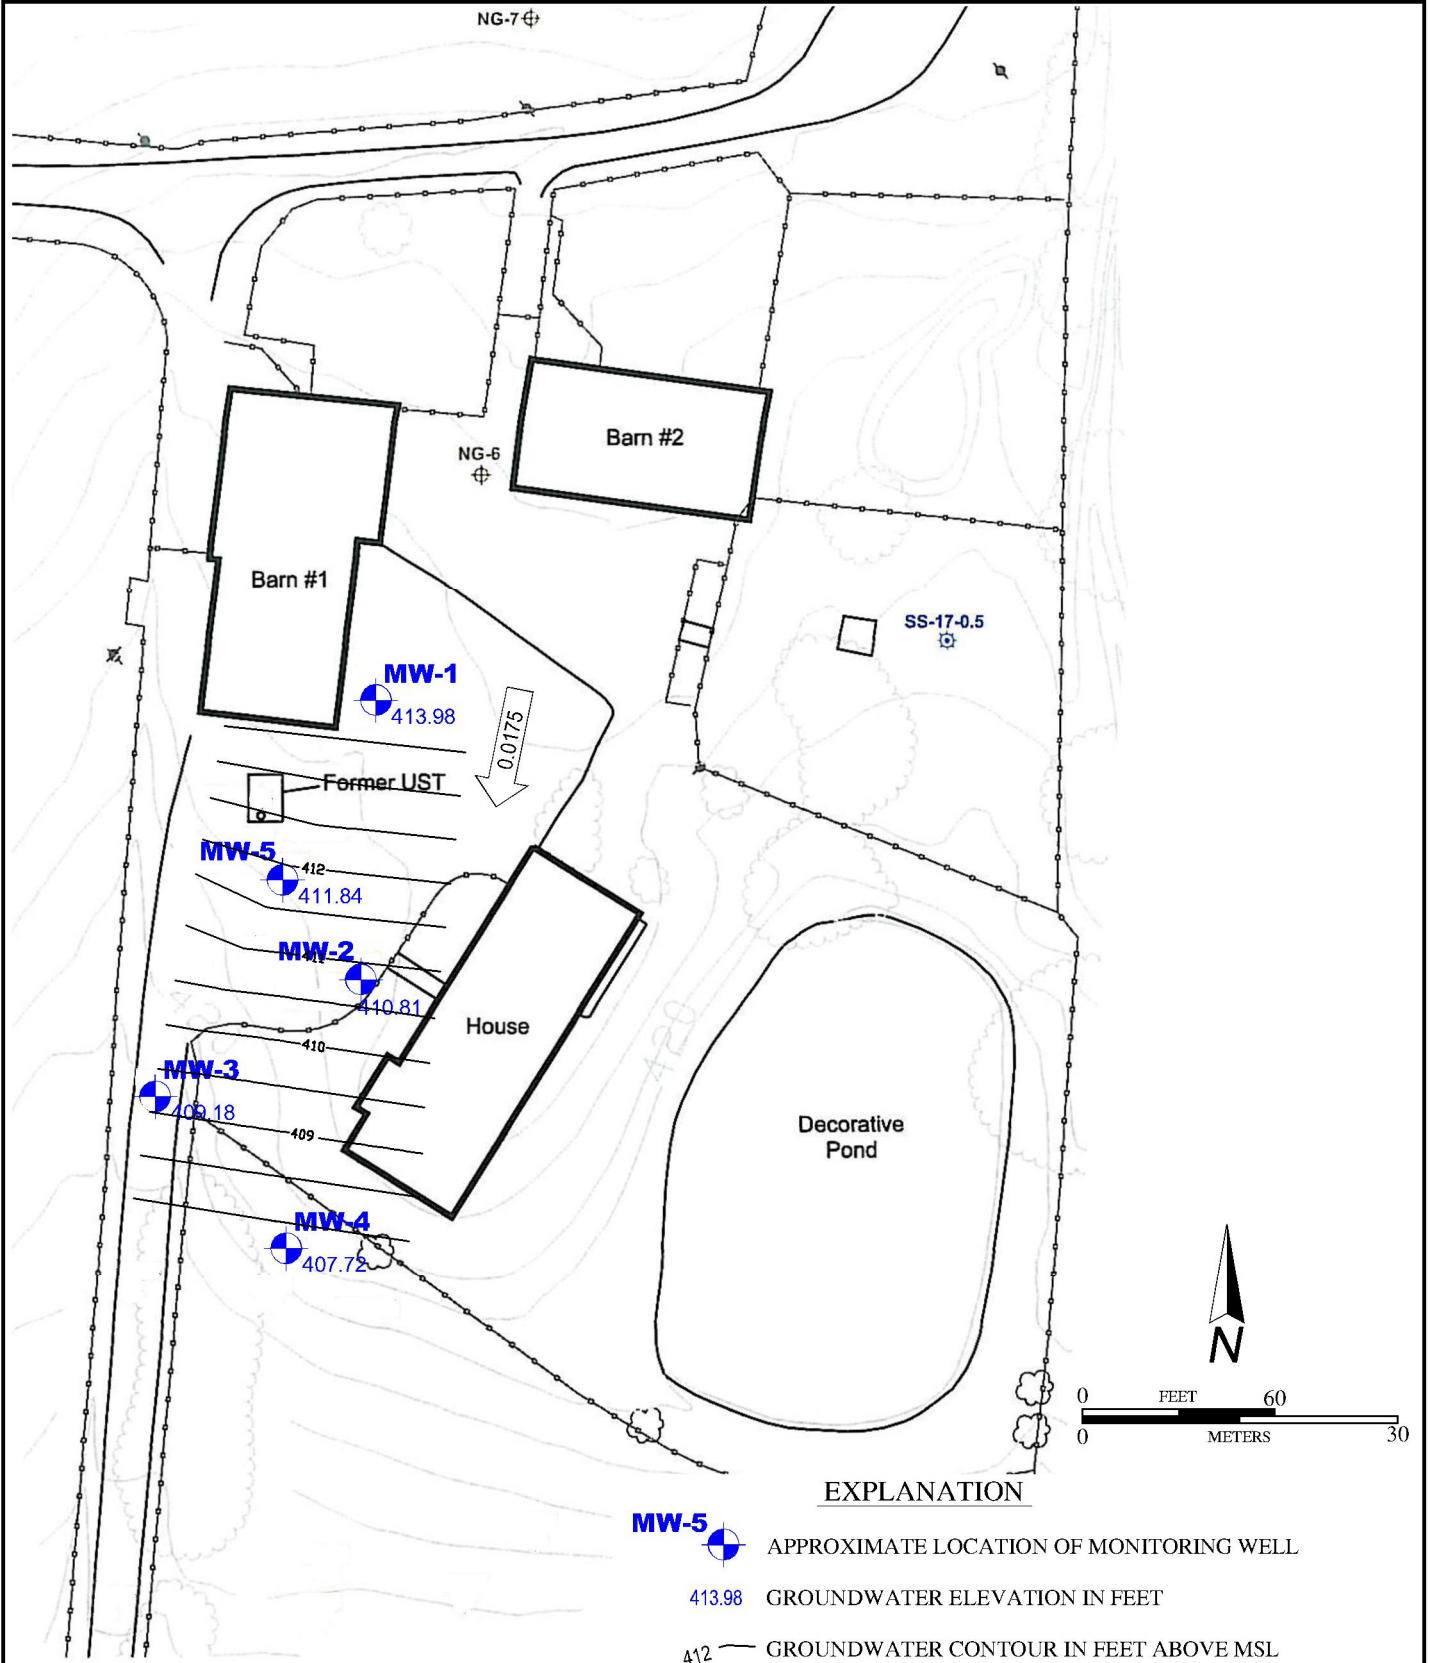 NG-7
Barn #2
NG-6
Barn #1
SS-17-0.5
MW-1
413.98
0.0175
Former UST
MW-5
412
411.84
MW-2
411
410.81
House
410
420
MW-3
409.18
409
Decorative
Pond
MW-4
407.72
N
0 FEET 60
0 METERS 30
EXPLANATION
MW-5
APPROXIMATE LOCATION OF MONITORING WELL
413.98 GROUNDWATER ELEVATION IN FEET
412 GROUNDWATER CONTOUR IN FEET ABOVE MSL